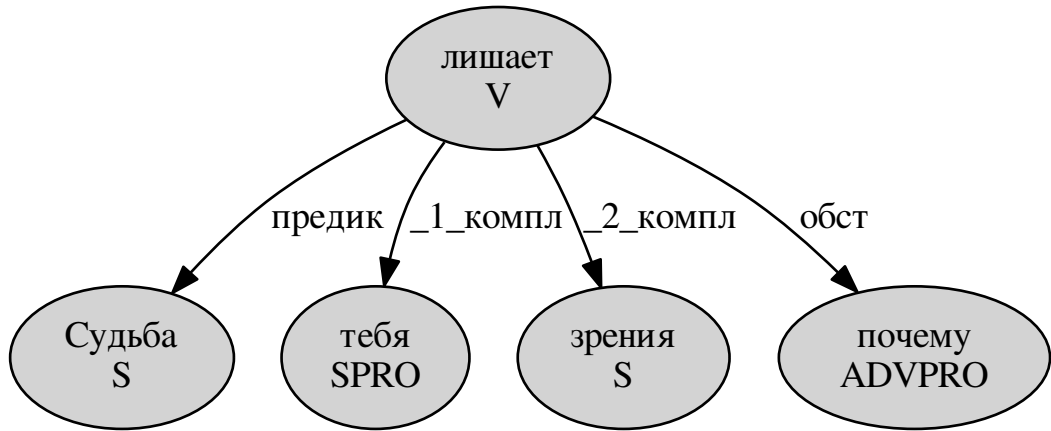 лишает
V
предик
_1_компл
_2_компл
обст
Судьба
S
тебя
SPRO
зрения
S
почему
ADVPRO